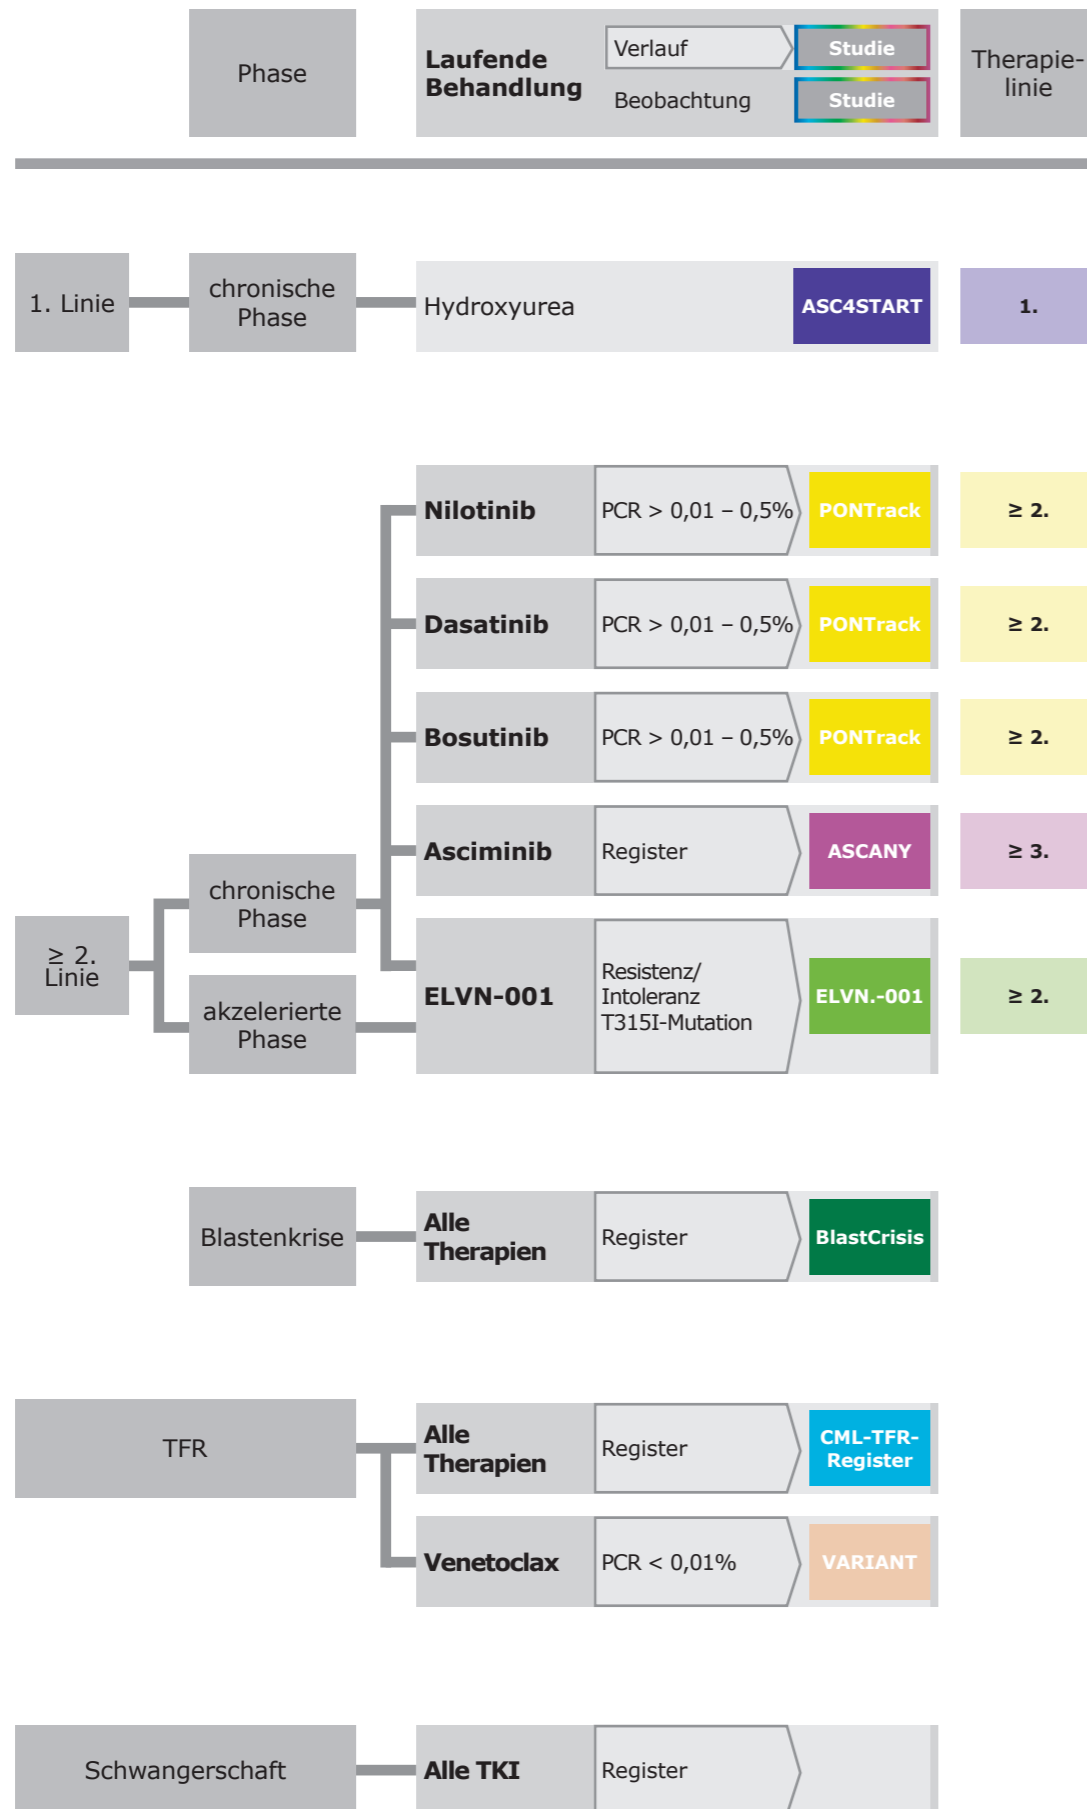 Phase
Laufende
Behandlung
Verlauf
Studie
Beobachtung
Studie
Therapie-
linie
1. Linie
chronische
Phase
Hydroxyurea
ASC4START
1.
Nilotinib
PCR > 0,01 – 0,5%
PONTrack
≥ 2.
Dasatinib
PCR > 0,01 – 0,5%
PONTrack
≥ 2.
Bosutinib
PCR > 0,01 – 0,5%
PONTrack
≥ 2.
Asciminib
Register
ASCANY
≥ 3.
≥ 2.
Linie
chronische
Phase
akzelerierte
Phase
ELVN-001
Resistenz/
Intoleranz
T315I-Mutation
ELVN.-001
≥ 2.
Blastenkrise
Alle
Therapien
Register
BlastCrisis
TFR
Alle
Therapien
Register
CML-TFR-
Register
Venetoclax
PCR < 0,01%
VARIANT
Schwangerschaft
Alle TKI
Register